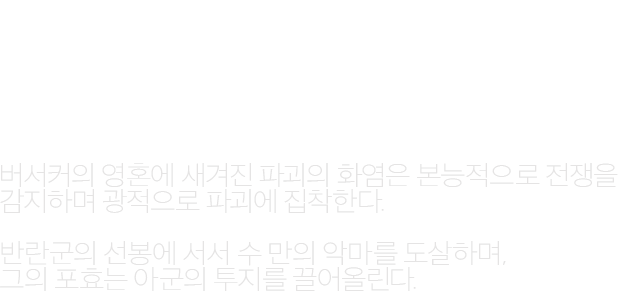 버서커의 영혼에 새겨진 파괴의 화염은 본능적으로 전쟁을
감지하며 광적으로 파괴에 집착한다.
반란군의 선봉에 서서 수 만의 악마를 도살하며,
그의 포효는 아군의 투지를 끌어올린다.